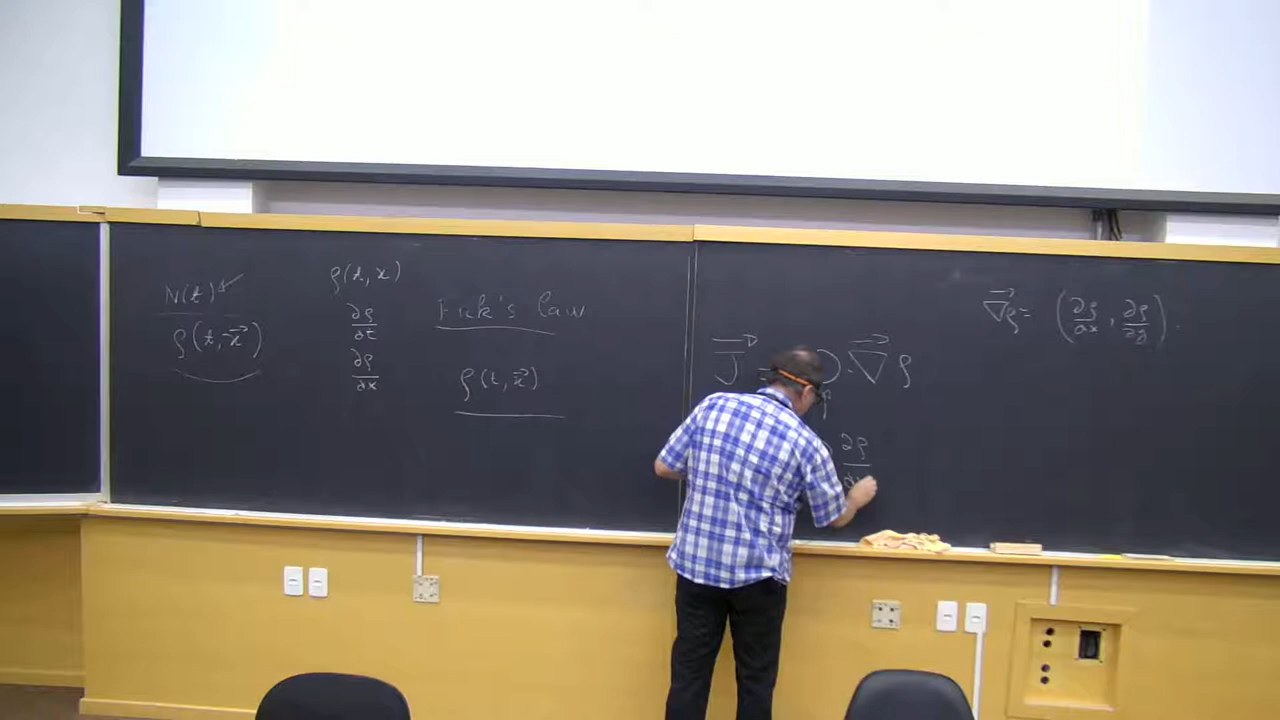 N(t)
ρ(t, x⃗)
ρ(t, x)
∂ρ/∂t
∂ρ/∂x
Fick's law
ρ(t, x⃗)
J⃗ = D · ∇⃗ρ
∂ρ/∂x
∇⃗ρ = (∂ρ/∂x, ∂ρ/∂y).